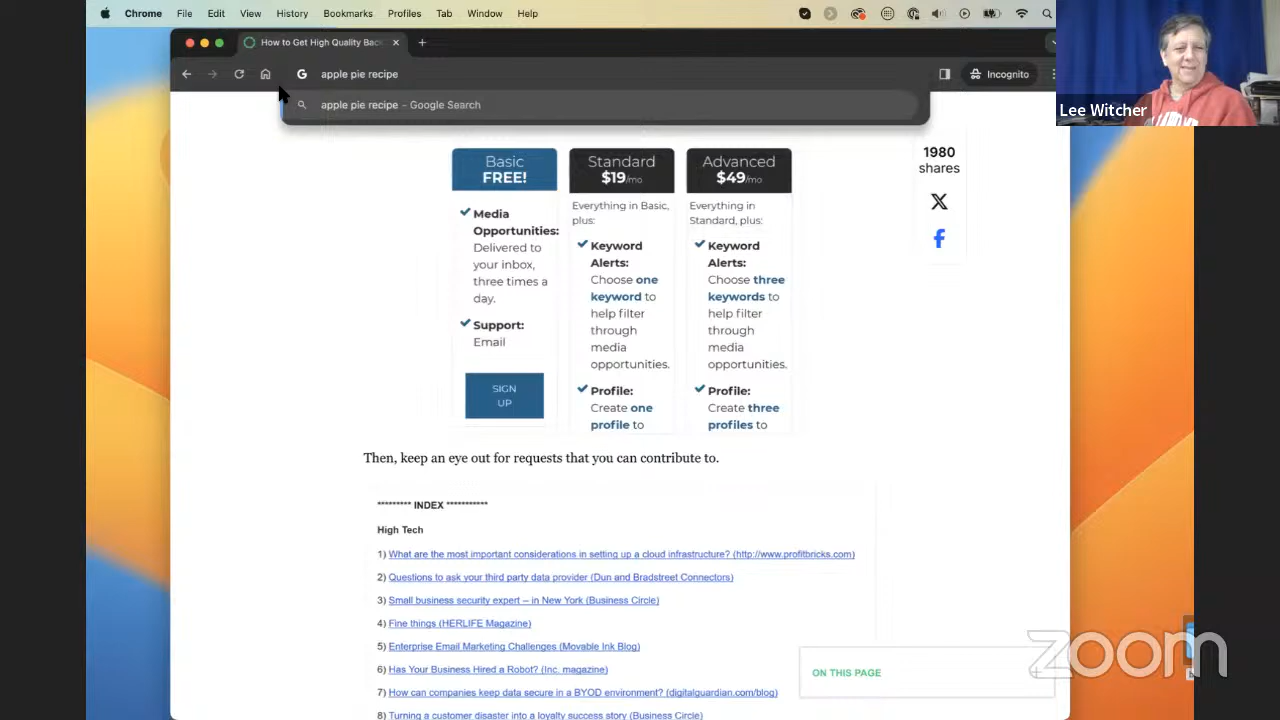 Chrome File Edit View History Bookmarks Profiles Tab Window Help
How to Get High Quality Bac
apple pie recipe
Incognito
apple pie recipe – Google Search
Lee Witcher
Basic
FREE!
Media
Opportunities:
Delivered to
your inbox,
three times a
day.
Support:
Email
SIGN
UP
Standard
$19/mo
Everything in Basic,
plus:
Keyword
Alerts:
Choose one
keyword to
help filter
through
media
opportunities.
Profile:
Create one
profile to
Advanced
$49/mo
Everything in
Standard, plus:
Keyword
Alerts:
Choose three
keywords to
help filter
through
media
opportunities.
Profile:
Create three
profiles to
1980
shares
Then, keep an eye out for requests that you can contribute to.
********* INDEX ***********
High Tech
1) What are the most important considerations in setting up a cloud infrastructure? (http://www.profitbricks.com)
2) Questions to ask your third party data provider (Dun and Bradstreet Connectors)
3) Small business security expert – in New York (Business Circle)
4) Fine things (HERLIFE Magazine)
5) Enterprise Email Marketing Challenges (Movable Ink Blog)
6) Has Your Business Hired a Robot? (Inc. magazine)
7) How can companies keep data secure in a BYOD environment? (digitalguardian.com/blog)
8) Turning a customer disaster into a loyalty success story (Business Circle)
ON THIS PAGE
zoom